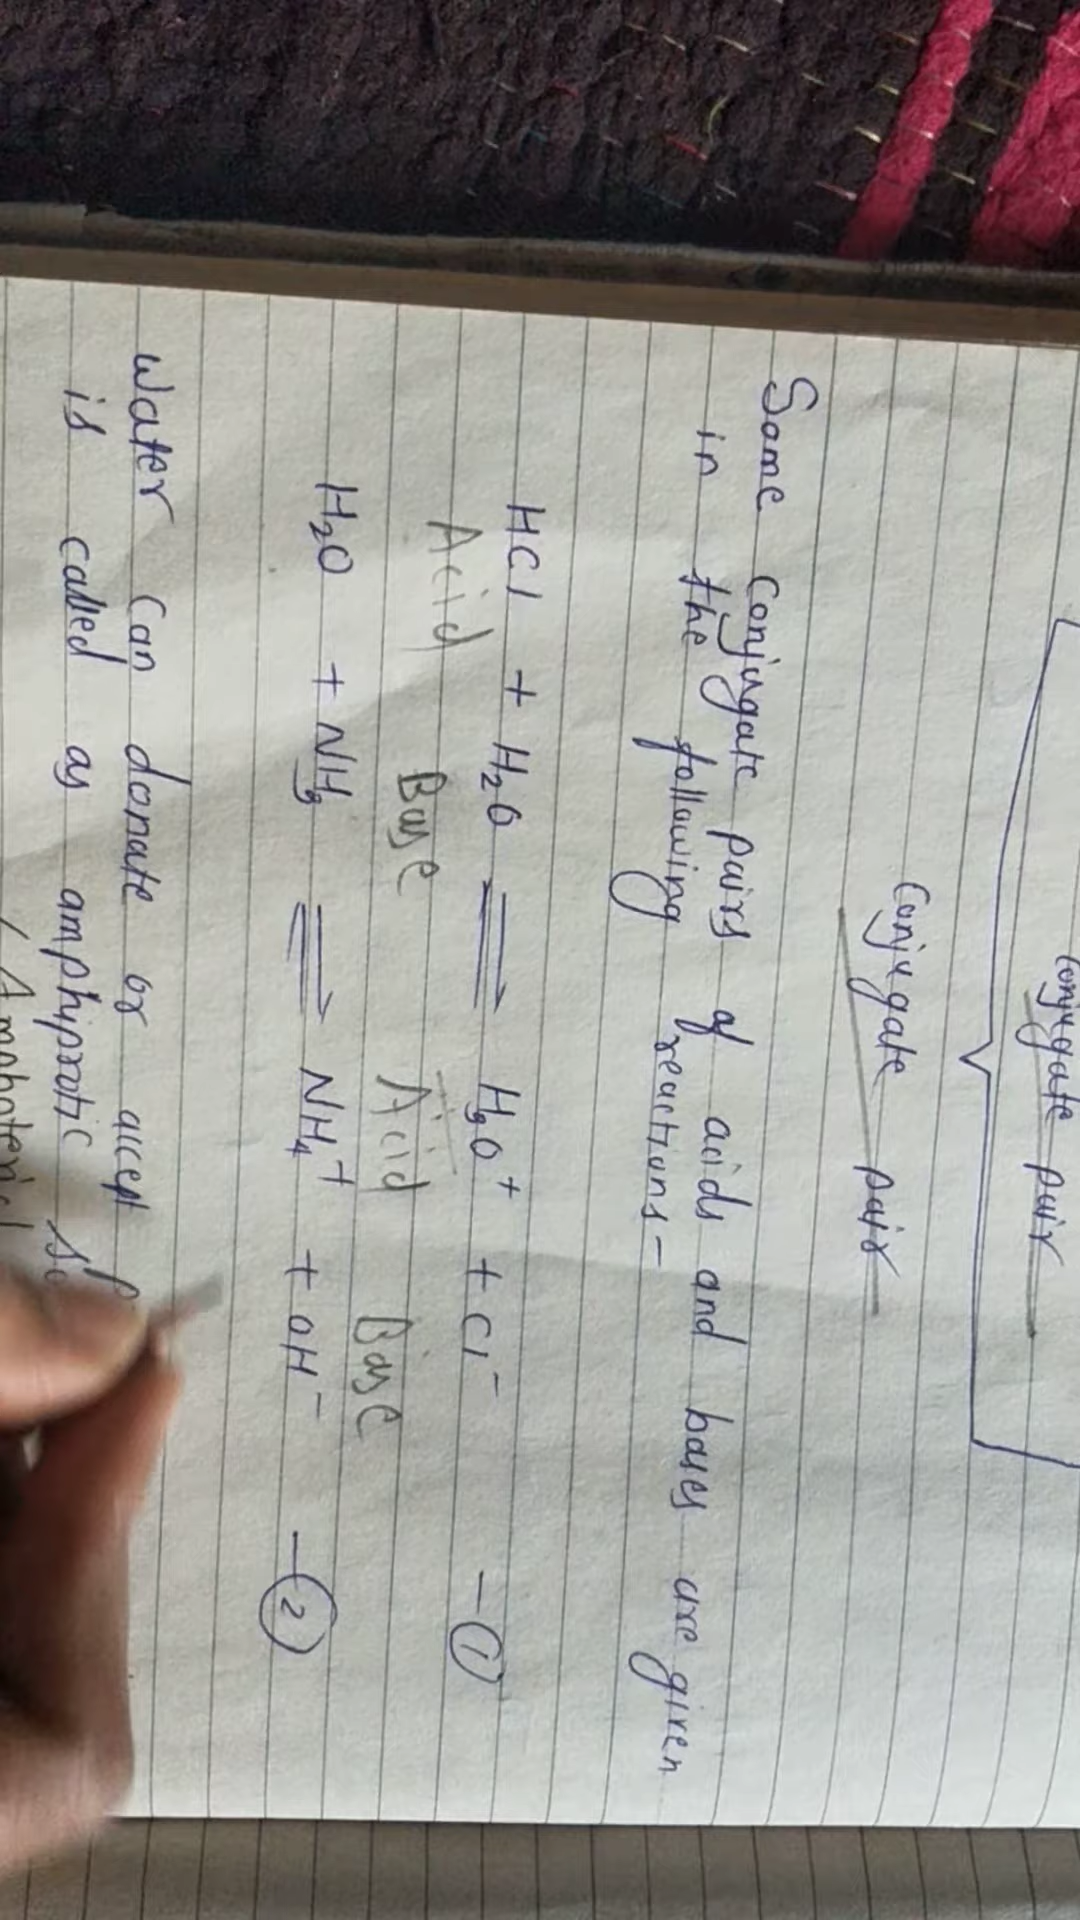 Conjugate pair
Conjugate pair
Some Conjugate pairs of acids and bases are given
in the following reactions-
HCl + H₂O ⇌ H₃O⁺ + Cl⁻ - ①
Acid Base Acid Base
H₂O + NH₃ ⇌ NH₄⁺ + OH⁻ - ②
Water can donate or accept
is called as amphiprotic